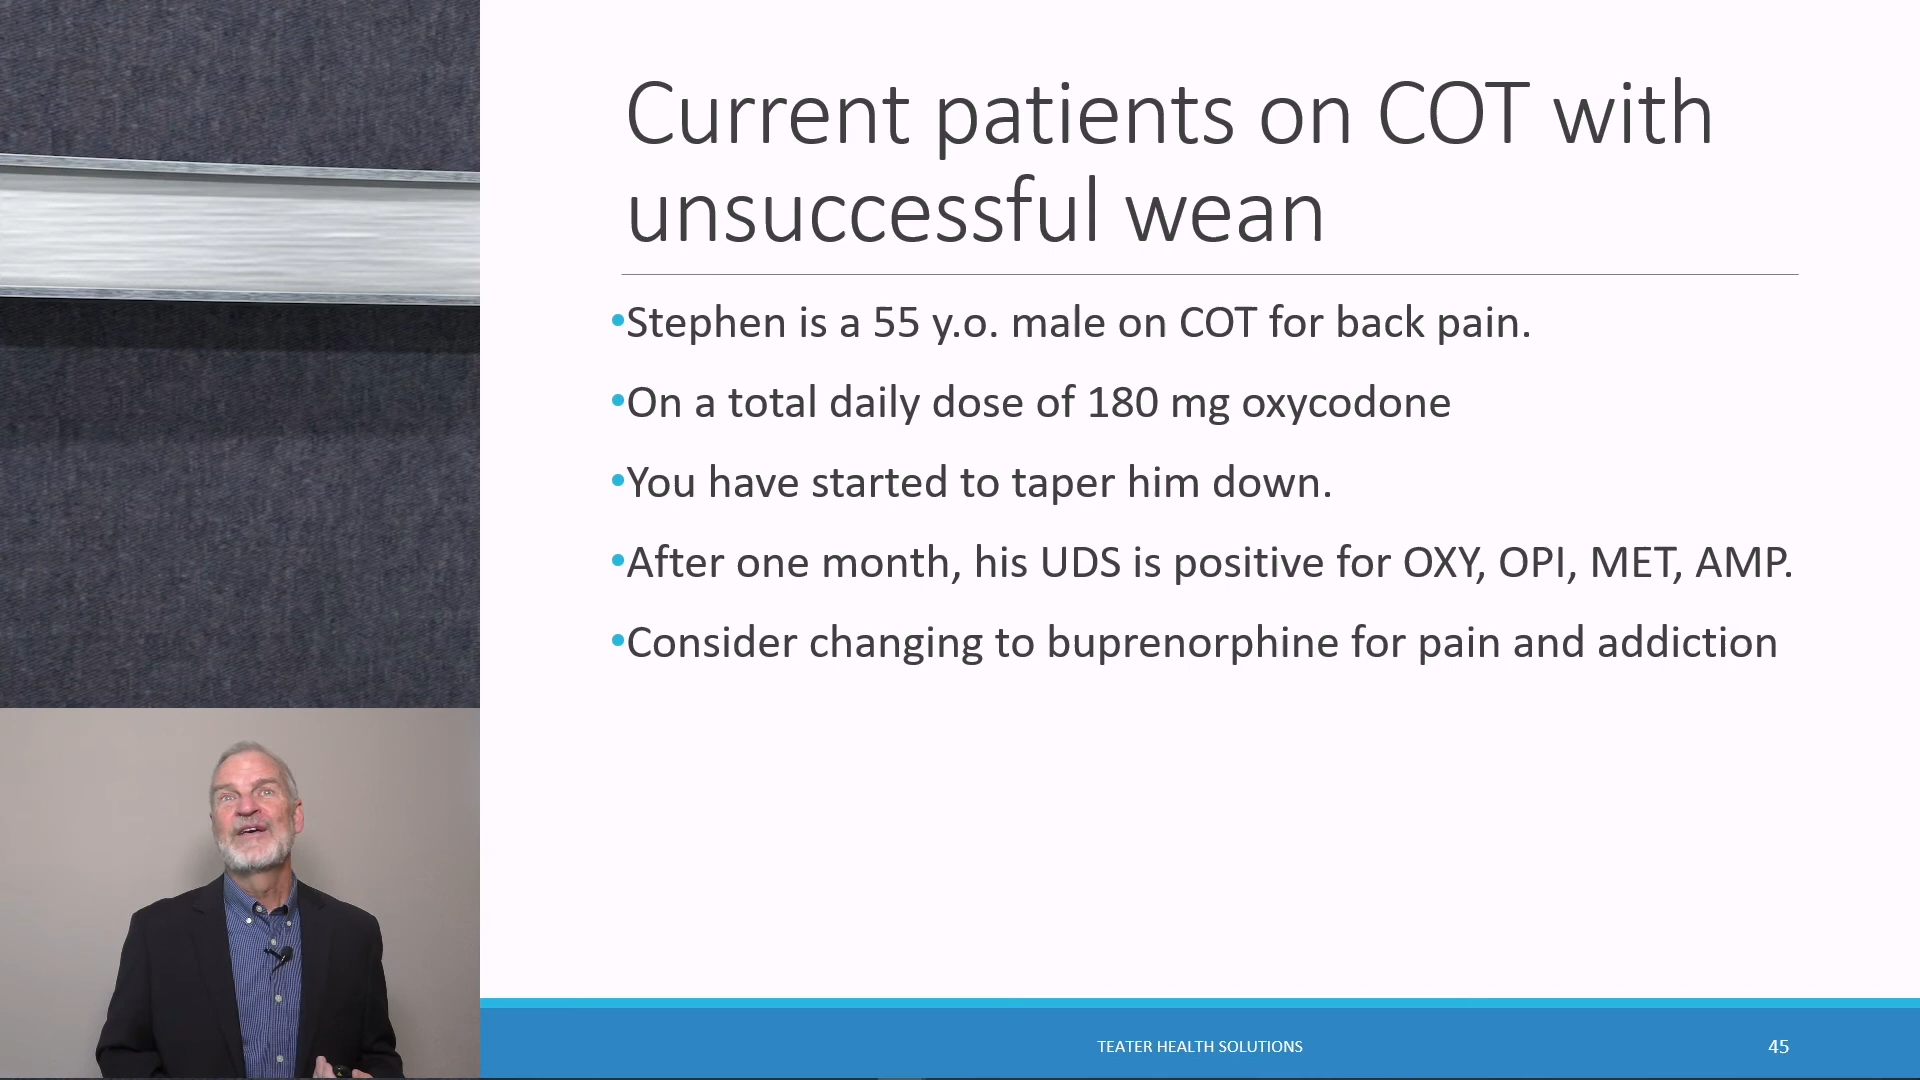 Current patients on COT with
unsuccessful wean
•Stephen is a 55 y.o. male on COT for back pain.
•On a total daily dose of 180 mg oxycodone
•You have started to taper him down.
•After one month, his UDS is positive for OXY, OPI, MET, AMP.
•Consider changing to buprenorphine for pain and addiction
TEATER HEALTH SOLUTIONS
45